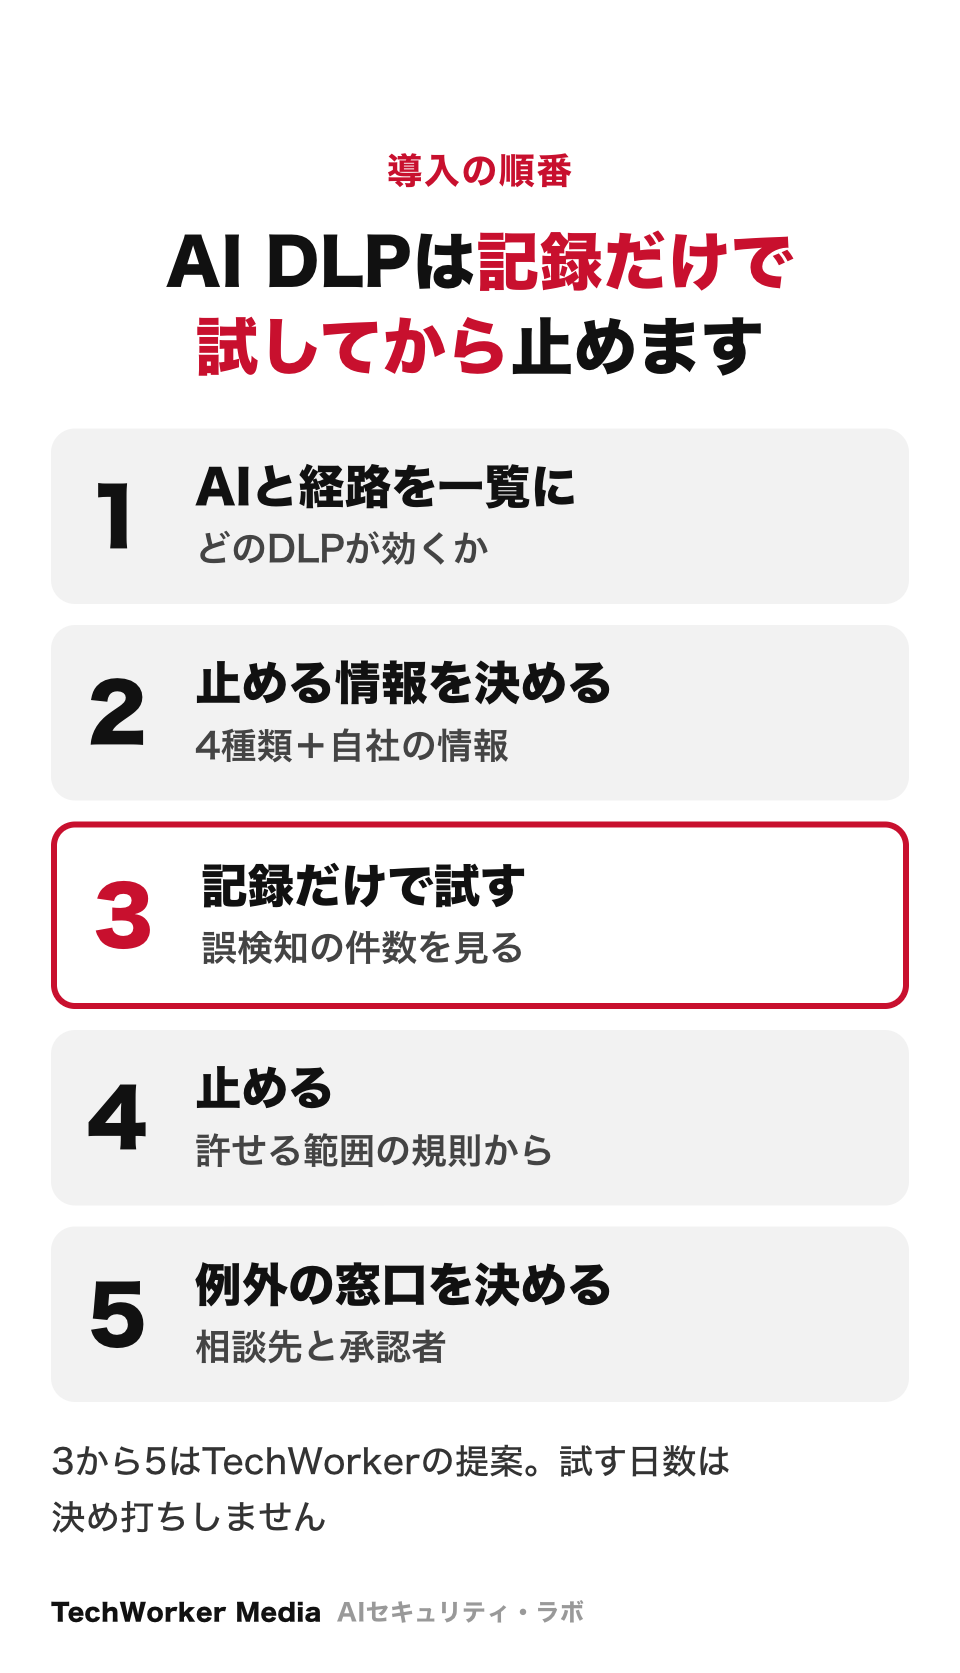 導入の順番
AI DLPは記録だけで
試してから止めます
1
AIと経路を一覧に
どのDLPが効くか
2
止める情報を決める
4種類＋自社の情報
3
記録だけで試す
誤検知の件数を見る
4
止める
許せる範囲の規則から
5
例外の窓口を決める
相談先と承認者
3から5はTechWorkerの提案。試す日数は
決め打ちしません
TechWorker Media AIセキュリティ・ラボ